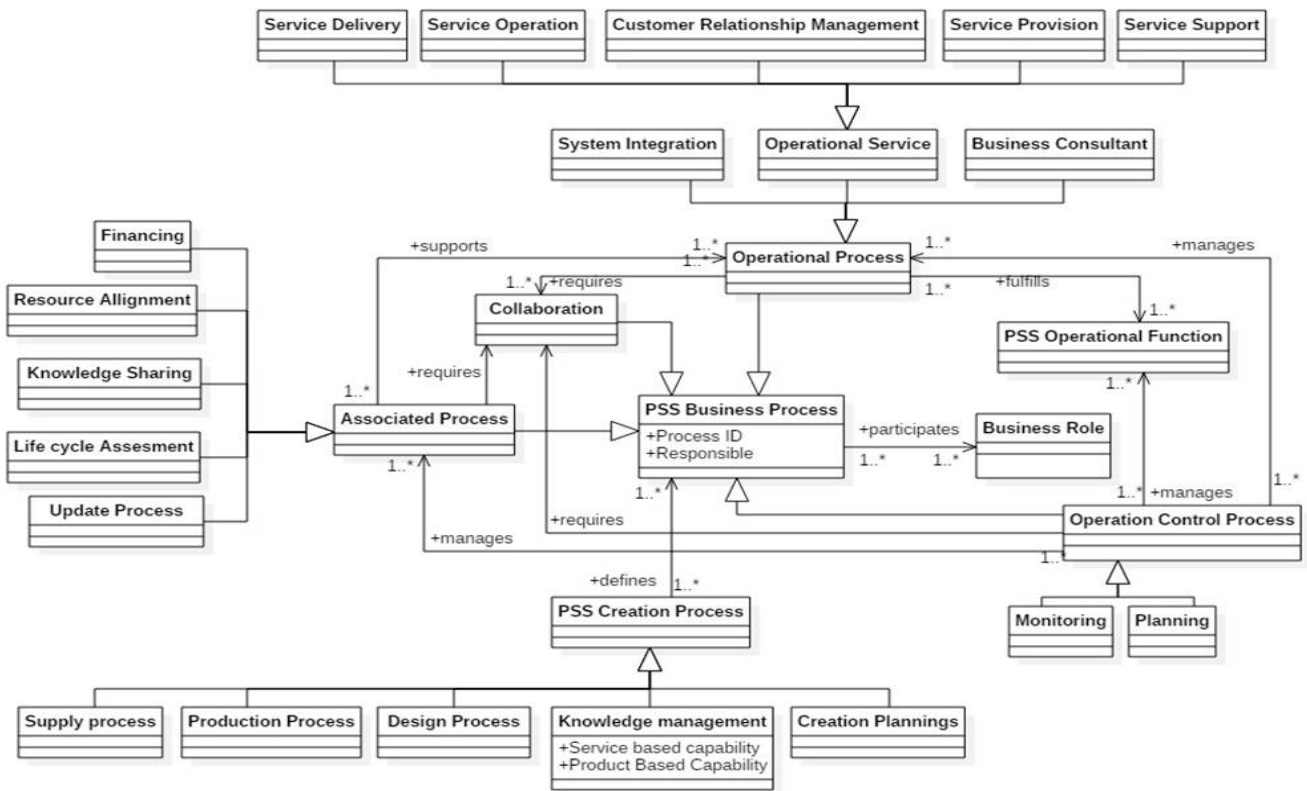 Service Delivery
Service Operation
Customer Relationship Management
Service Provision
Service Support
System Integration
Operational Service
Business Consultant
Financing
+supports
1..*
1..*
+manages
1..*
Operational Process
Resource Allignment
1..*
+requires
1..*
+fulfills
1..*
Collaboration
1..*
PSS Operational Function
Knowledge Sharing
+requires
1..*
1..*
Associated Process
PSS Business Process
+Process ID
+Responsible
+participates
1..*
1..*
Business Role
Life cycle Assesment
1..*
Update Process
1..*
1..*
+manages
1..*
Operation Control Process
+requires
+manages
1..*
+defines
1..*
PSS Creation Process
Monitoring
Planning
Supply process
Production Process
Design Process
Knowledge management
+Service based capability
+Product Based Capability
Creation Plannings